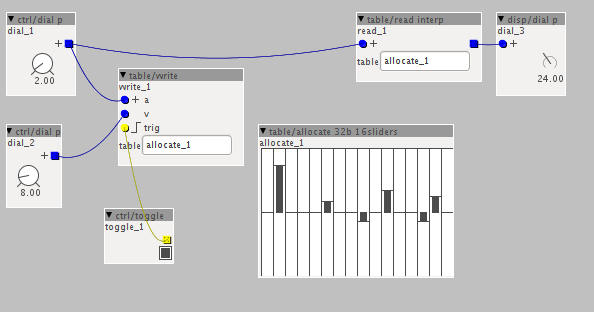 ctrl/dial p
dial_1
+
2.00
table/write
write_1
+ a
v
trig
table allocate_1
ctrl/dial p
dial_2
+
8.00
ctrl/toggle
toggle_1
table/read interp
read_1
+
table allocate_1
disp/dial p
dial_3
+
24.00
table/allocate 32b 16sliders
allocate_1